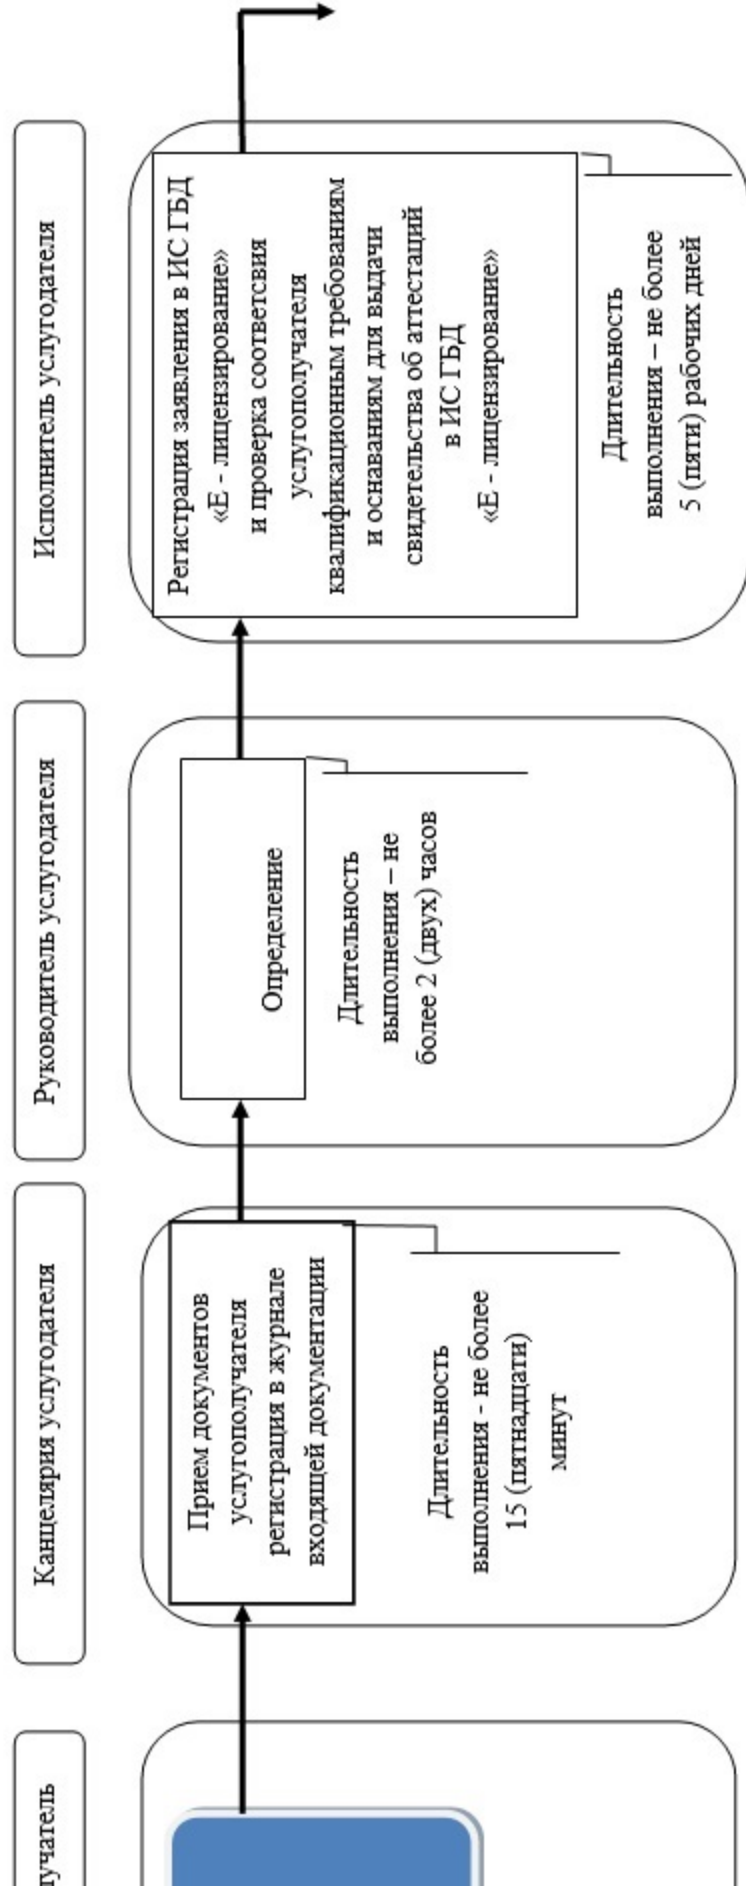 лучатель
Канцелярия услугодателя
Прием документов
услугополучателя
регистрация в журнале
входящей документации
Длительность
выполнения - не более
15 (пятнадцати)
минут
Руководитель услугодателя
Определение
Длительность
выполнения – не
более 2 (двух) часов
Исполнитель услугодателя
Регистрация заявления в ИС ГБД
«Е - лицензирование»
и проверка соответсвия
услугополучателя
квалификационным требованиям
и оснаваниям для выдачи
свидетельства об аттестаций
в ИС ГБД
«Е - лицензирование»
Длительность
выполнения – не более
5 (пяти) рабочих дней